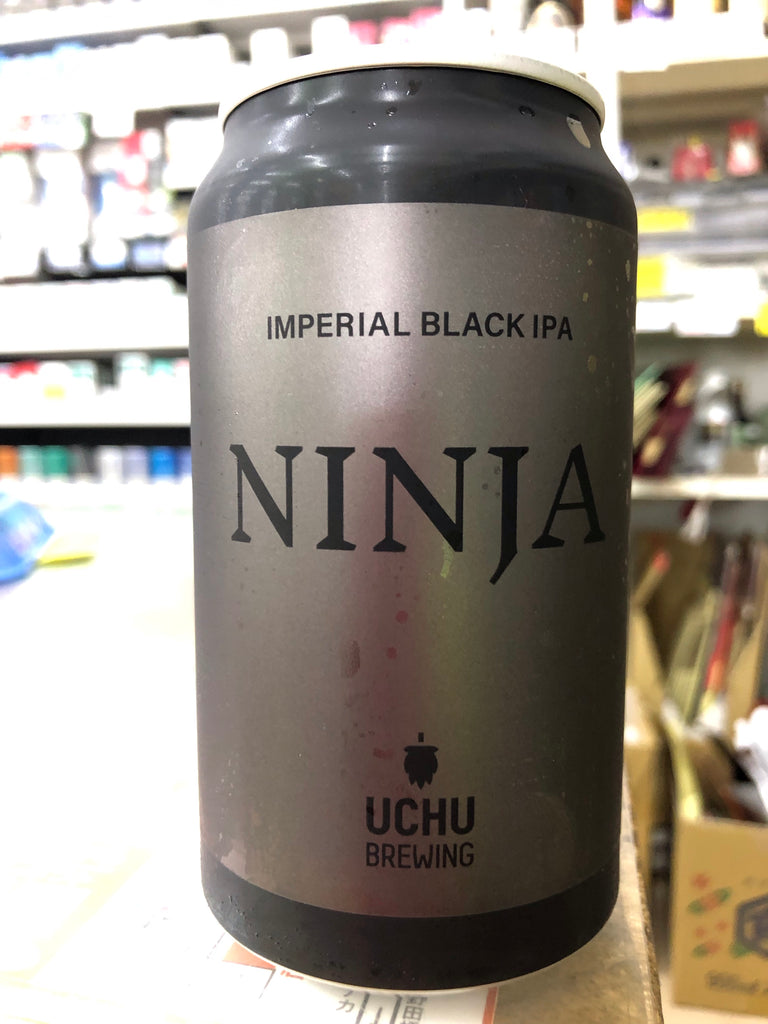 IMPERIAL BLACK IPA
NINJA
UCHU
BREWING